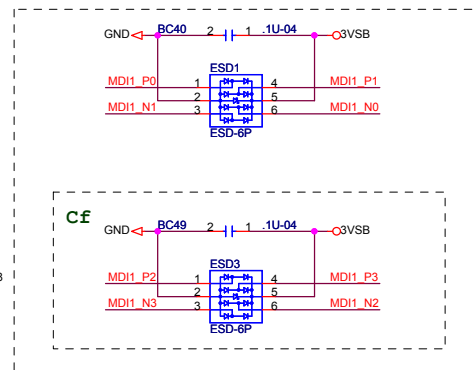 GND BC40 2 1 .1U-04 3VSB
ESD1
MDI1_P0 1 4 MDI1_P1
2 5
MDI1_N1 3 6 MDI1_N0
ESD-6P
Cf
GND BC49 2 1 .1U-04 3VSB
ESD3
MDI1_P2 1 4 MDI1_P3
2 5
MDI1_N3 3 6 MDI1_N2
ESD-6P